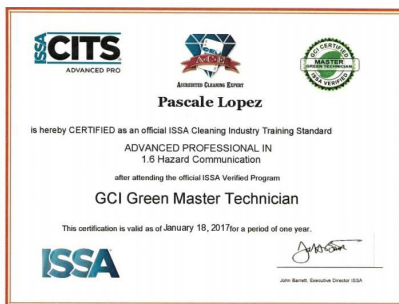 ISSA CITS
ADVANCED PRO
ACE
ACCREDITED CLEANING EXPERT
GCI CERTIFIED
MASTER
GREEN TECHNICIAN
ISSA VERIFIED
Pascale Lopez
is hereby CERTIFIED as an official ISSA Cleaning Industry Training Standard
ADVANCED PROFESSIONAL IN
1.6 Hazard Communication
after attending the official ISSA Verified Program
GCI Green Master Technician
This certification is valid as of January 18, 2017for a period of one year.
ISSA
John Barrett, Executive Director ISSA